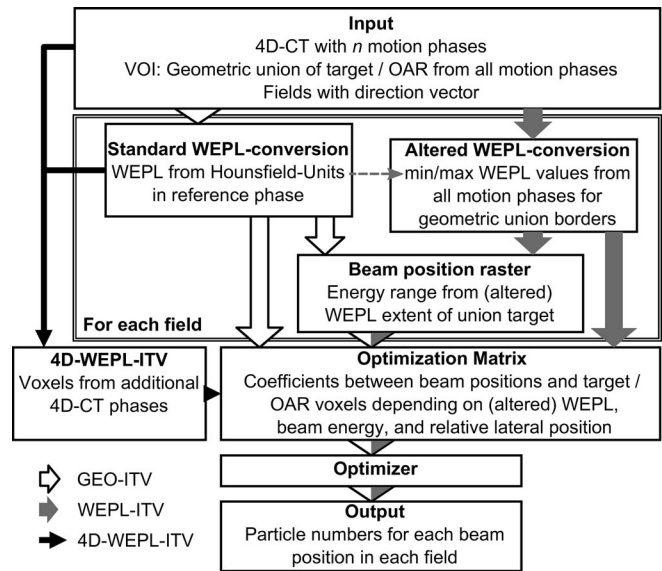 Input
4D-CT with n motion phases
VOI: Geometric union of target / OAR from all motion phases
Fields with direction vector
Standard WEPL-conversion
WEPL from Hounsfield-Units
in reference phase
Altered WEPL-conversion
min/max WEPL values from
all motion phases for
geometric union borders
Beam position raster
Energy range from (altered)
WEPL extent of union target
For each field
4D-WEPL-ITV
Voxels from additional
4D-CT phases
Optimization Matrix
Coefficients between beam positions and target /
OAR voxels depending on (altered) WEPL,
beam energy, and relative lateral position
Optimizer
Output
Particle numbers for each beam
position in each field
GEO-ITV
WEPL-ITV
4D-WEPL-ITV